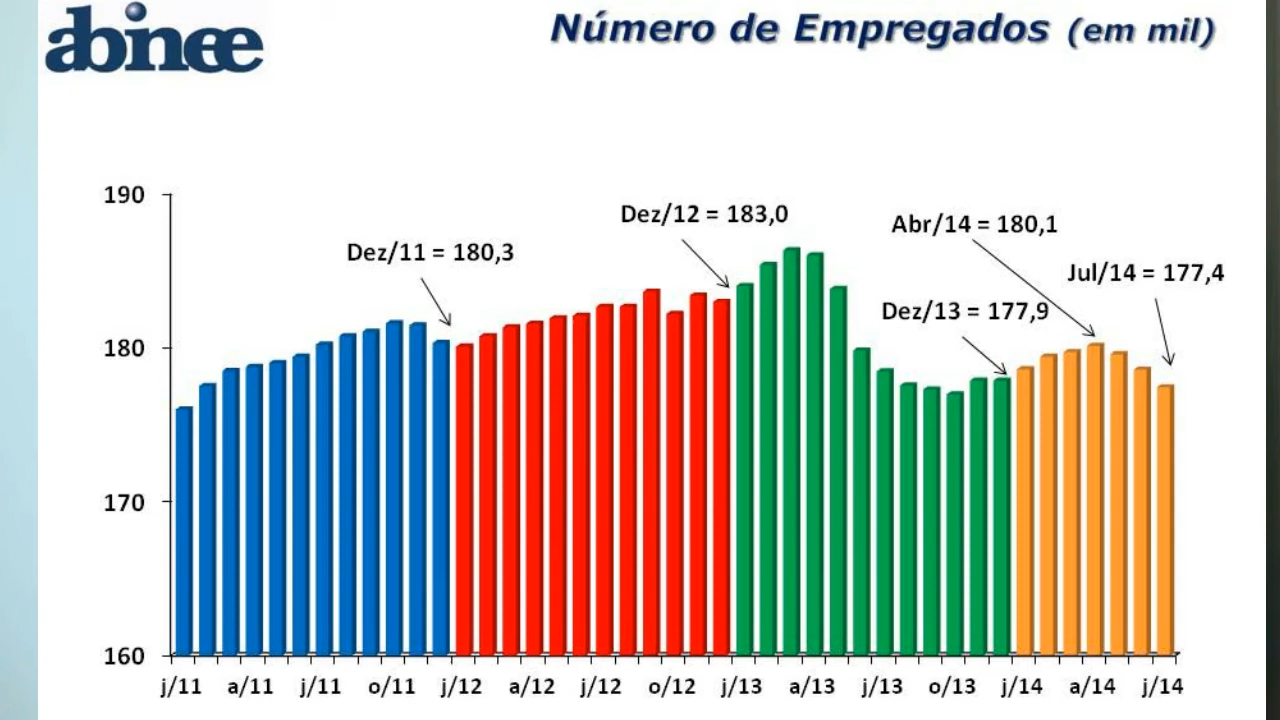 abinee
Número de Empregados (em mil)
190
180
170
160
Dez/11 = 180,3
Dez/12 = 183,0
Abr/14 = 180,1
Dez/13 = 177,9
Jul/14 = 177,4
j/11 a/11 j/11 o/11 j/12 a/12 j/12 o/12 j/13 a/13 j/13 o/13 j/14 a/14 j/14